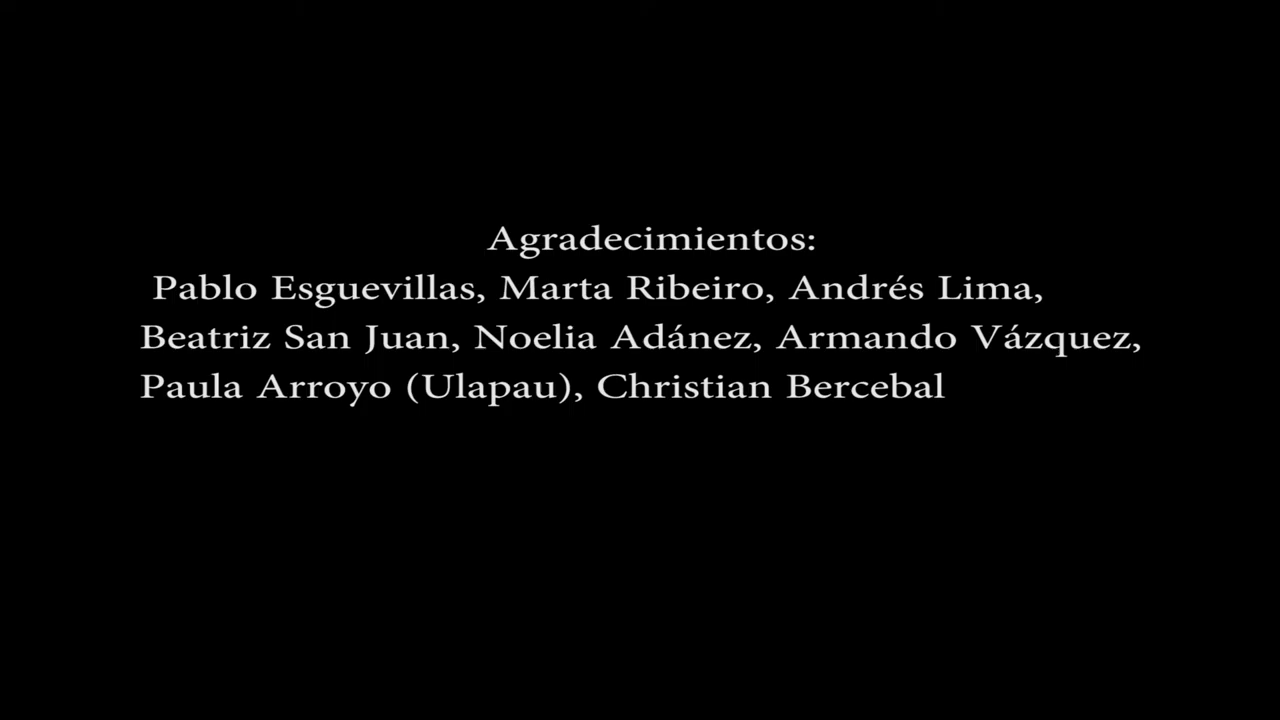 Agradecimientos:
Pablo Esguevillas, Marta Ribeiro, Andrés Lima,
Beatriz San Juan, Noelia Adánez, Armando Vázquez,
Paula Arroyo (Ulapau), Christian Bercebal